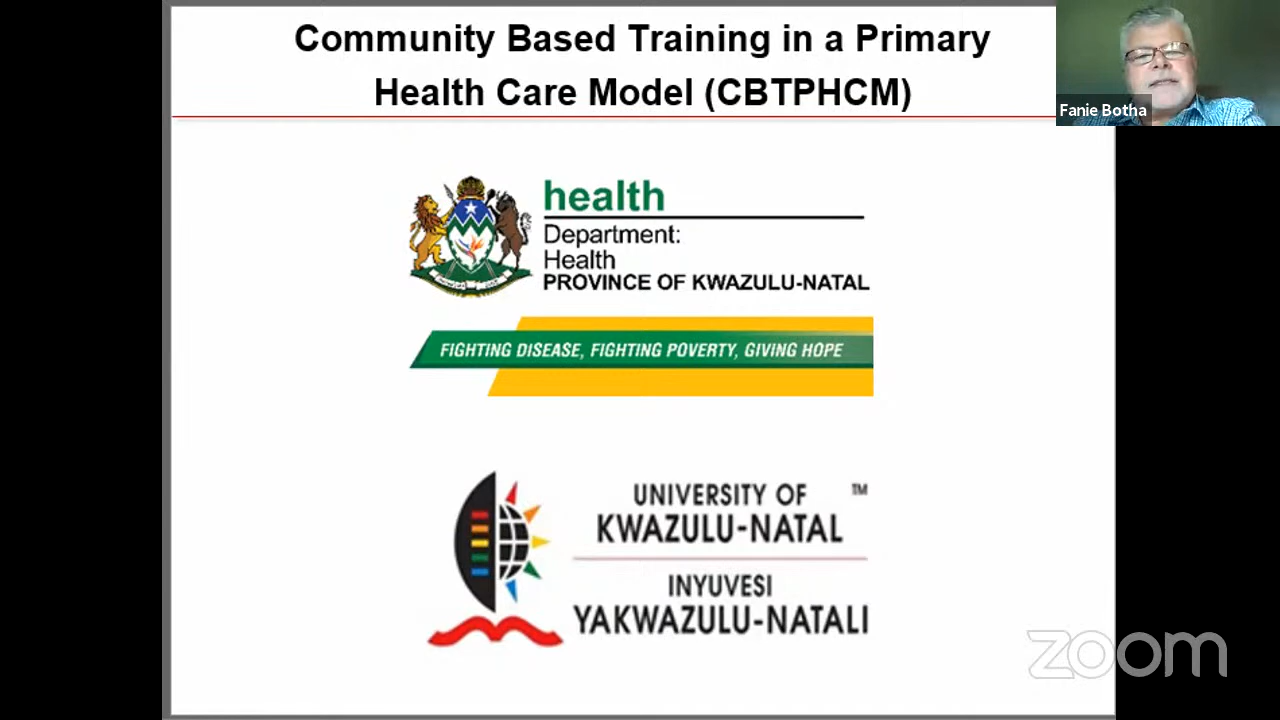 Community Based Training in a Primary
Health Care Model (CBTPHCM)
Fanie Botha
health
Department:
Health
PROVINCE OF KWAZULU-NATAL
FIGHTING DISEASE, FIGHTING POVERTY, GIVING HOPE
UNIVERSITY OF ™
KWAZULU-NATAL
INYUVESI
YAKWAZULU-NATALI
zoom